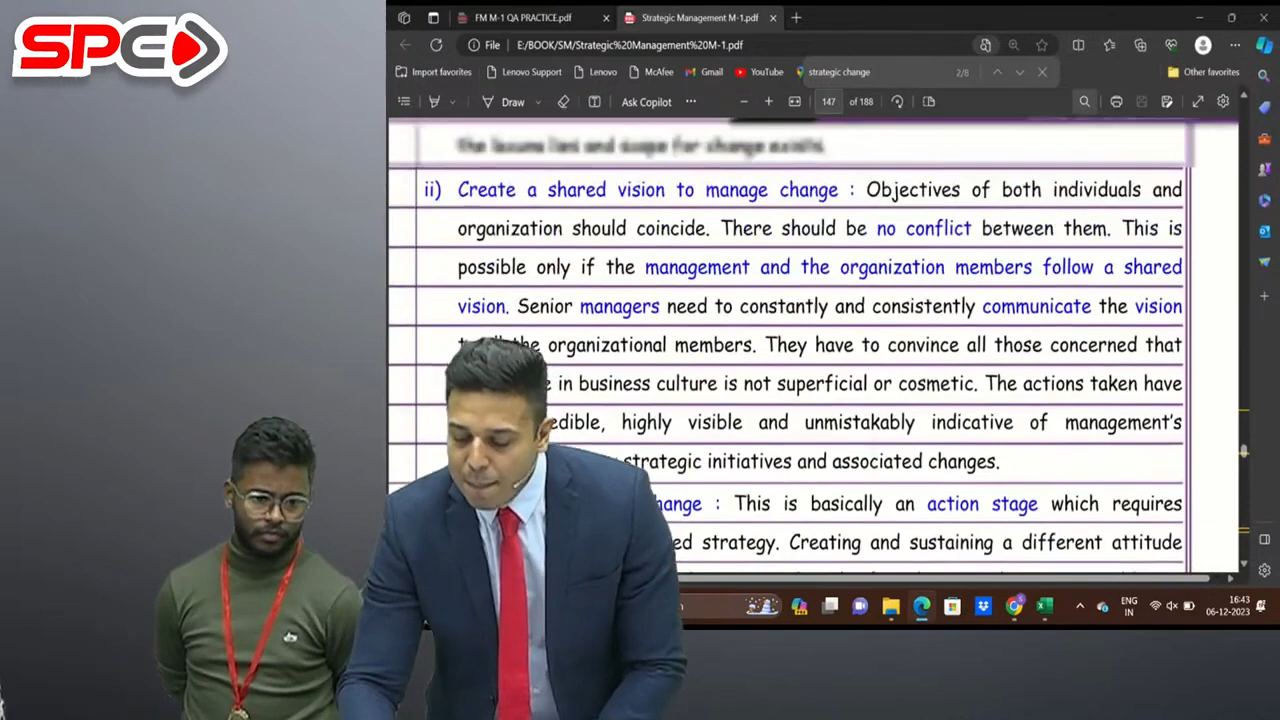 SPC
FM M-1 QA PRACTICE.pdf
Strategic Management M-1.pdf
File
E:/BOOK/SM/Strategic%20Management%20M-1.pdf
Import favorites
Lenovo Support
Lenovo
McAfee
Gmail
YouTube
strategic change
2/8
Other favorites
Draw
Ask Copilot
147 of 188
and scope for change exists.
ii) Create a shared vision to manage change : Objectives of both individuals and
organization should coincide. There should be no conflict between them. This is
possible only if the management and the organization members follow a shared
vision. Senior managers need to constantly and consistently communicate the vision
the organizational members. They have to convince all those concerned that
in business culture is not superficial or cosmetic. The actions taken have
highly visible and unmistakably indicative of management's
strategic initiatives and associated changes.
: This is basically an action stage which requires
strategy. Creating and sustaining a different attitude
ENG
IN
16:43
06-12-2023